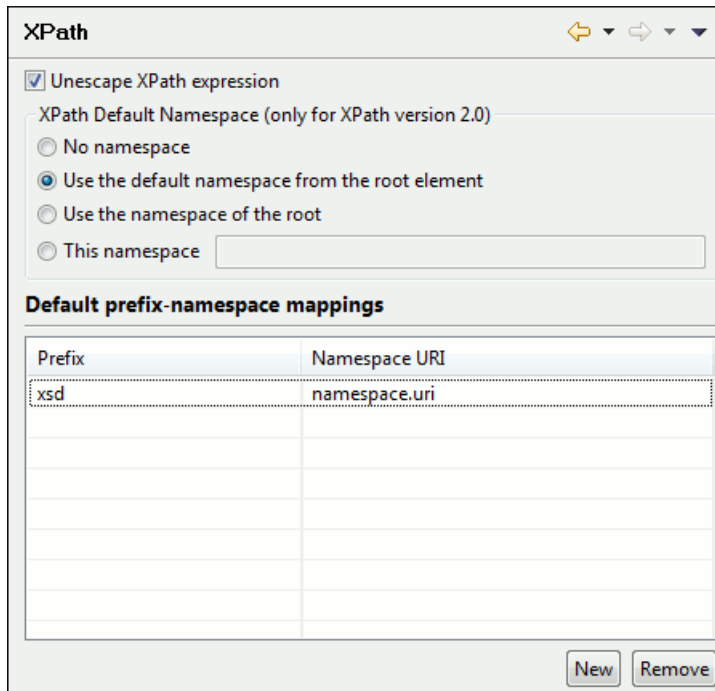 XPath
Unescape XPath expression
XPath Default Namespace (only for XPath version 2.0)
No namespace
Use the default namespace from the root element
Use the namespace of the root
This namespace
Default prefix-namespace mappings
Prefix Namespace URI
xsd namespace.uri
New Remove